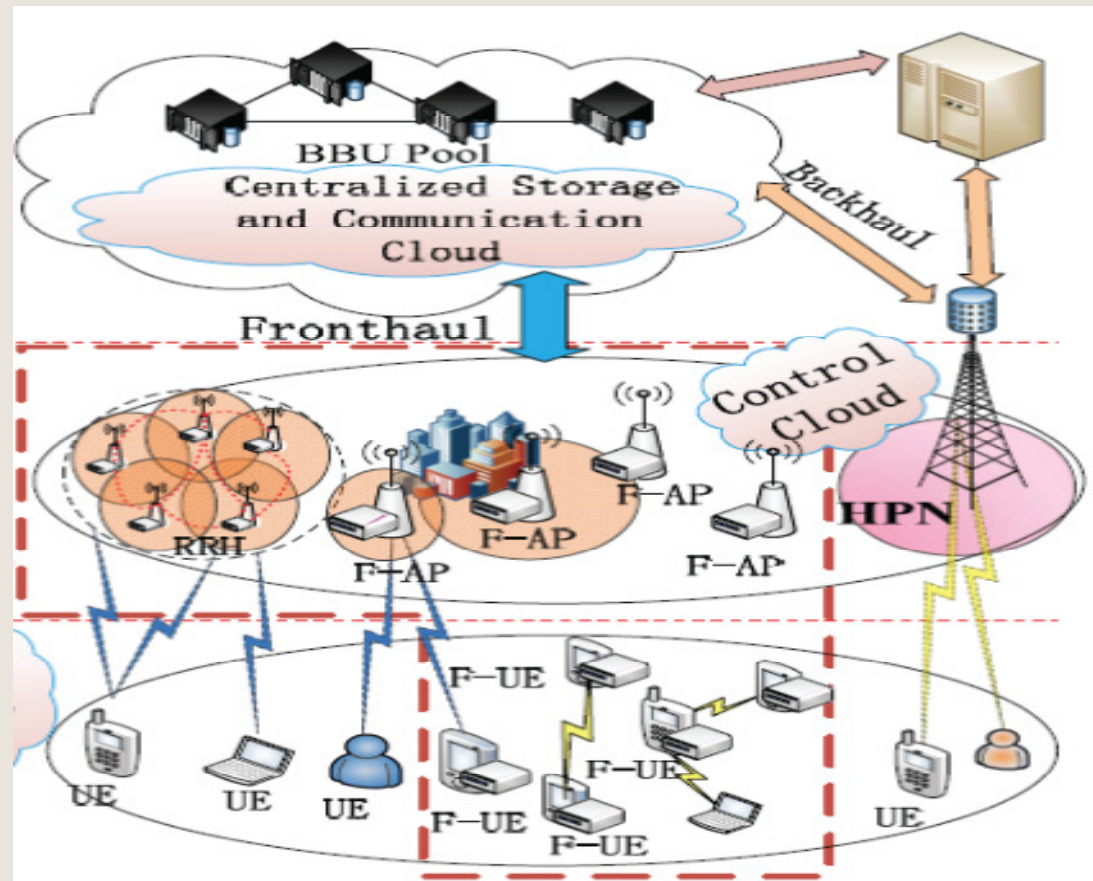 BBU Pool
Centralized Storage
and Communication
Cloud
Backhaul
Fronthaul
Control
Cloud
F-AP
F-AP
F-AP
F-AP
HPN
RRH
F-UE
F-UE
UE
UE
UE
F-UE
F-UE
UE